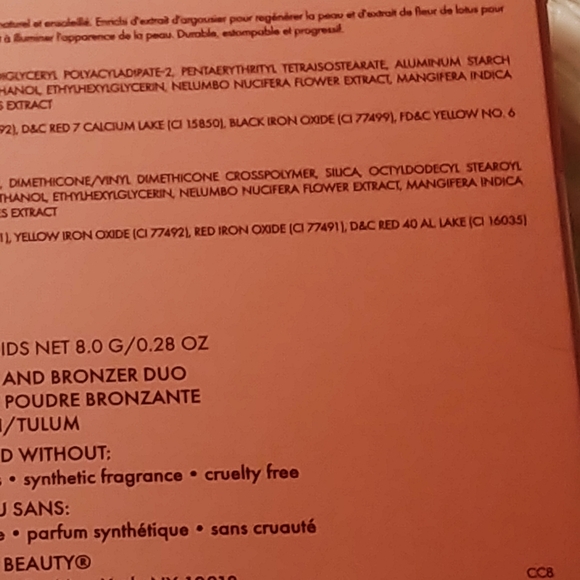 naturel et ensoleillé. Enrichi d'extrait d'argousier pour regénérer la peau et d'extrait de fleur de lotus pour
à illuminer l'apparence de la peau. Durable, estompable et progressif.
DIGLYCERYL POLYACYLADIPATE-2, PENTAERYTHRITYL TETRAISOSTEARATE, ALUMINUM STARCH
HANOL, ETHYLHEXYLGLYCERIN, NELUMBO NUCIFERA FLOWER EXTRACT, MANGIFERA INDICA
S EXTRACT
92), D&C RED 7 CALCIUM LAKE (CI 15850), BLACK IRON OXIDE (CI 77499), FD&C YELLOW NO. 6
, DIMETHICONE/VINYL DIMETHICONE CROSSPOLYMER, SILICA, OCTYLDODECYL STEAROYL
THANOL, ETHYLHEXYLGLYCERIN, NELUMBO NUCIFERA FLOWER EXTRACT, MANGIFERA INDICA
ES EXTRACT
1), YELLOW IRON OXIDE (CI 77492), RED IRON OXIDE (CI 77491), D&C RED 40 AL LAKE (CI 16035)
IDS NET 8.0 G/0.28 OZ
AND BRONZER DUO
POUDRE BRONZANTE
/TULUM
D WITHOUT:
• synthetic fragrance • cruelty free
U SANS:
e • parfum synthétique • sans cruauté
BEAUTY®
CC8